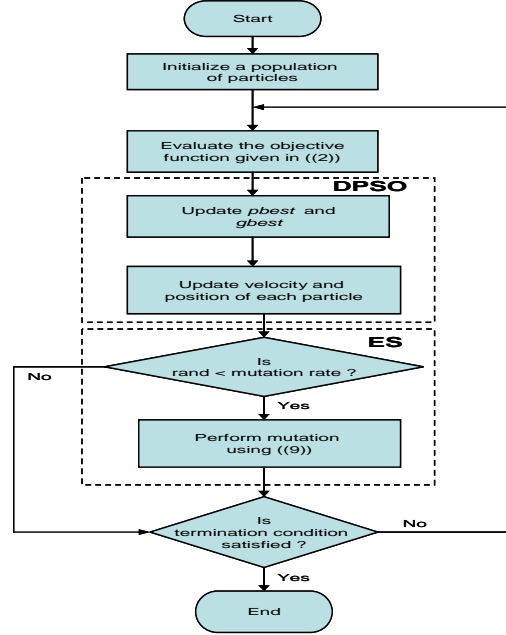 Start
Initialize a population
of particles
Evaluate the objective
function given in ((2))
DPSO
Update pbest and
gbest
Update velocity and
position of each particle
ES
Is
rand < mutation rate ?
No
Yes
Perform mutation
using ((9))
Is
termination condition
satisfied ?
No
Yes
End